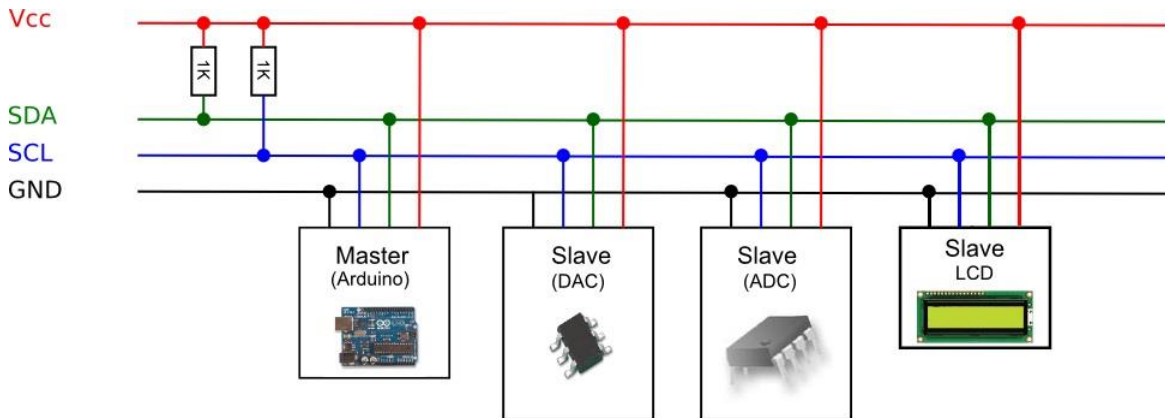 Vcc
1K
1K
SDA
SCL
GND
Master
(Arduino)
Slave
(DAC)
Slave
(ADC)
Slave
LCD